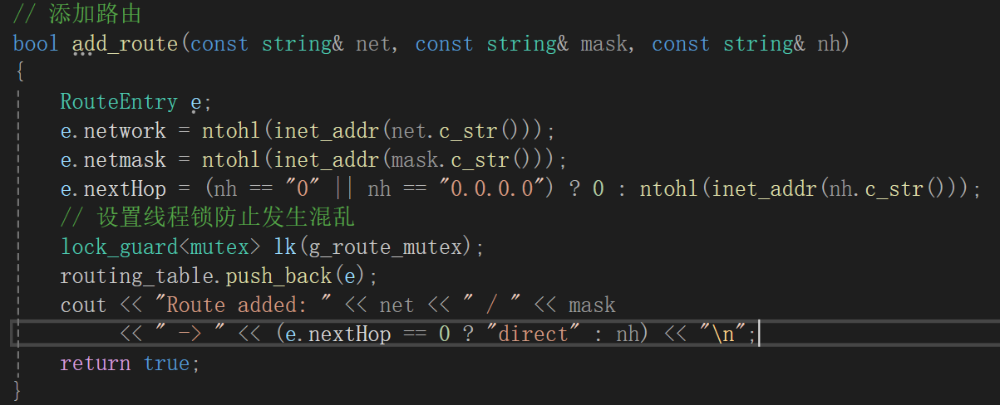 // 添加路由
bool add_route(const string& net, const string& mask, const string& nh)
{
    RouteEntry e;
    e.network = ntohl(inet_addr(net.c_str()));
    e.netmask = ntohl(inet_addr(mask.c_str()));
    e.nextHop = (nh == "0" || nh == "0.0.0.0") ? 0 : ntohl(inet_addr(nh.c_str()));
    // 设置线程锁防止发生混乱
    lock_guard<mutex> lk(g_route_mutex);
    routing_table.push_back(e);
    cout << "Route added: " << net << " / " << mask
         << " -> " << (e.nextHop == 0 ? "direct" : nh) << "\n";
    return true;
}